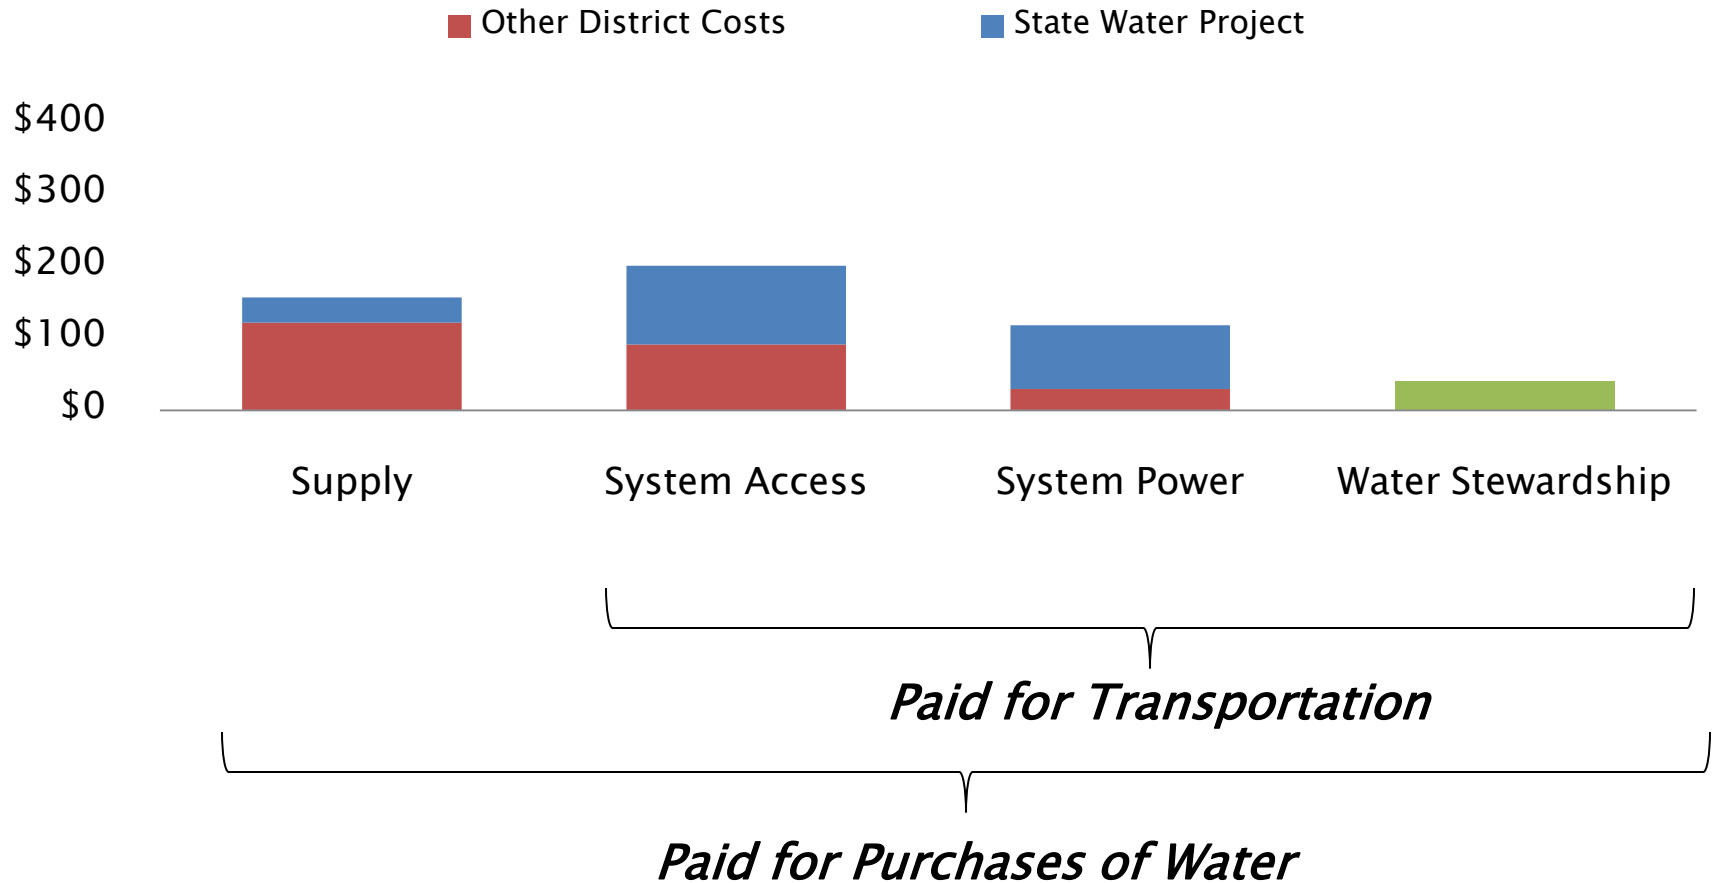 Other District Costs State Water Project
$400
$300
$200
$100
$0
Supply System Access System Power Water Stewardship
Paid for Transportation
Paid for Purchases of Water